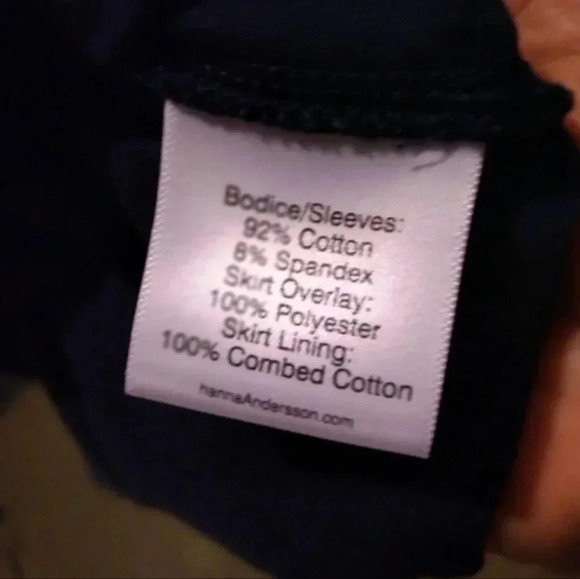 Bodice/Sleeves:
92% Cotton
8% Spandex
Skirt Overlay:
100% Polyester
Skirt Lining:
100% Combed Cotton
hannaAndersson.com